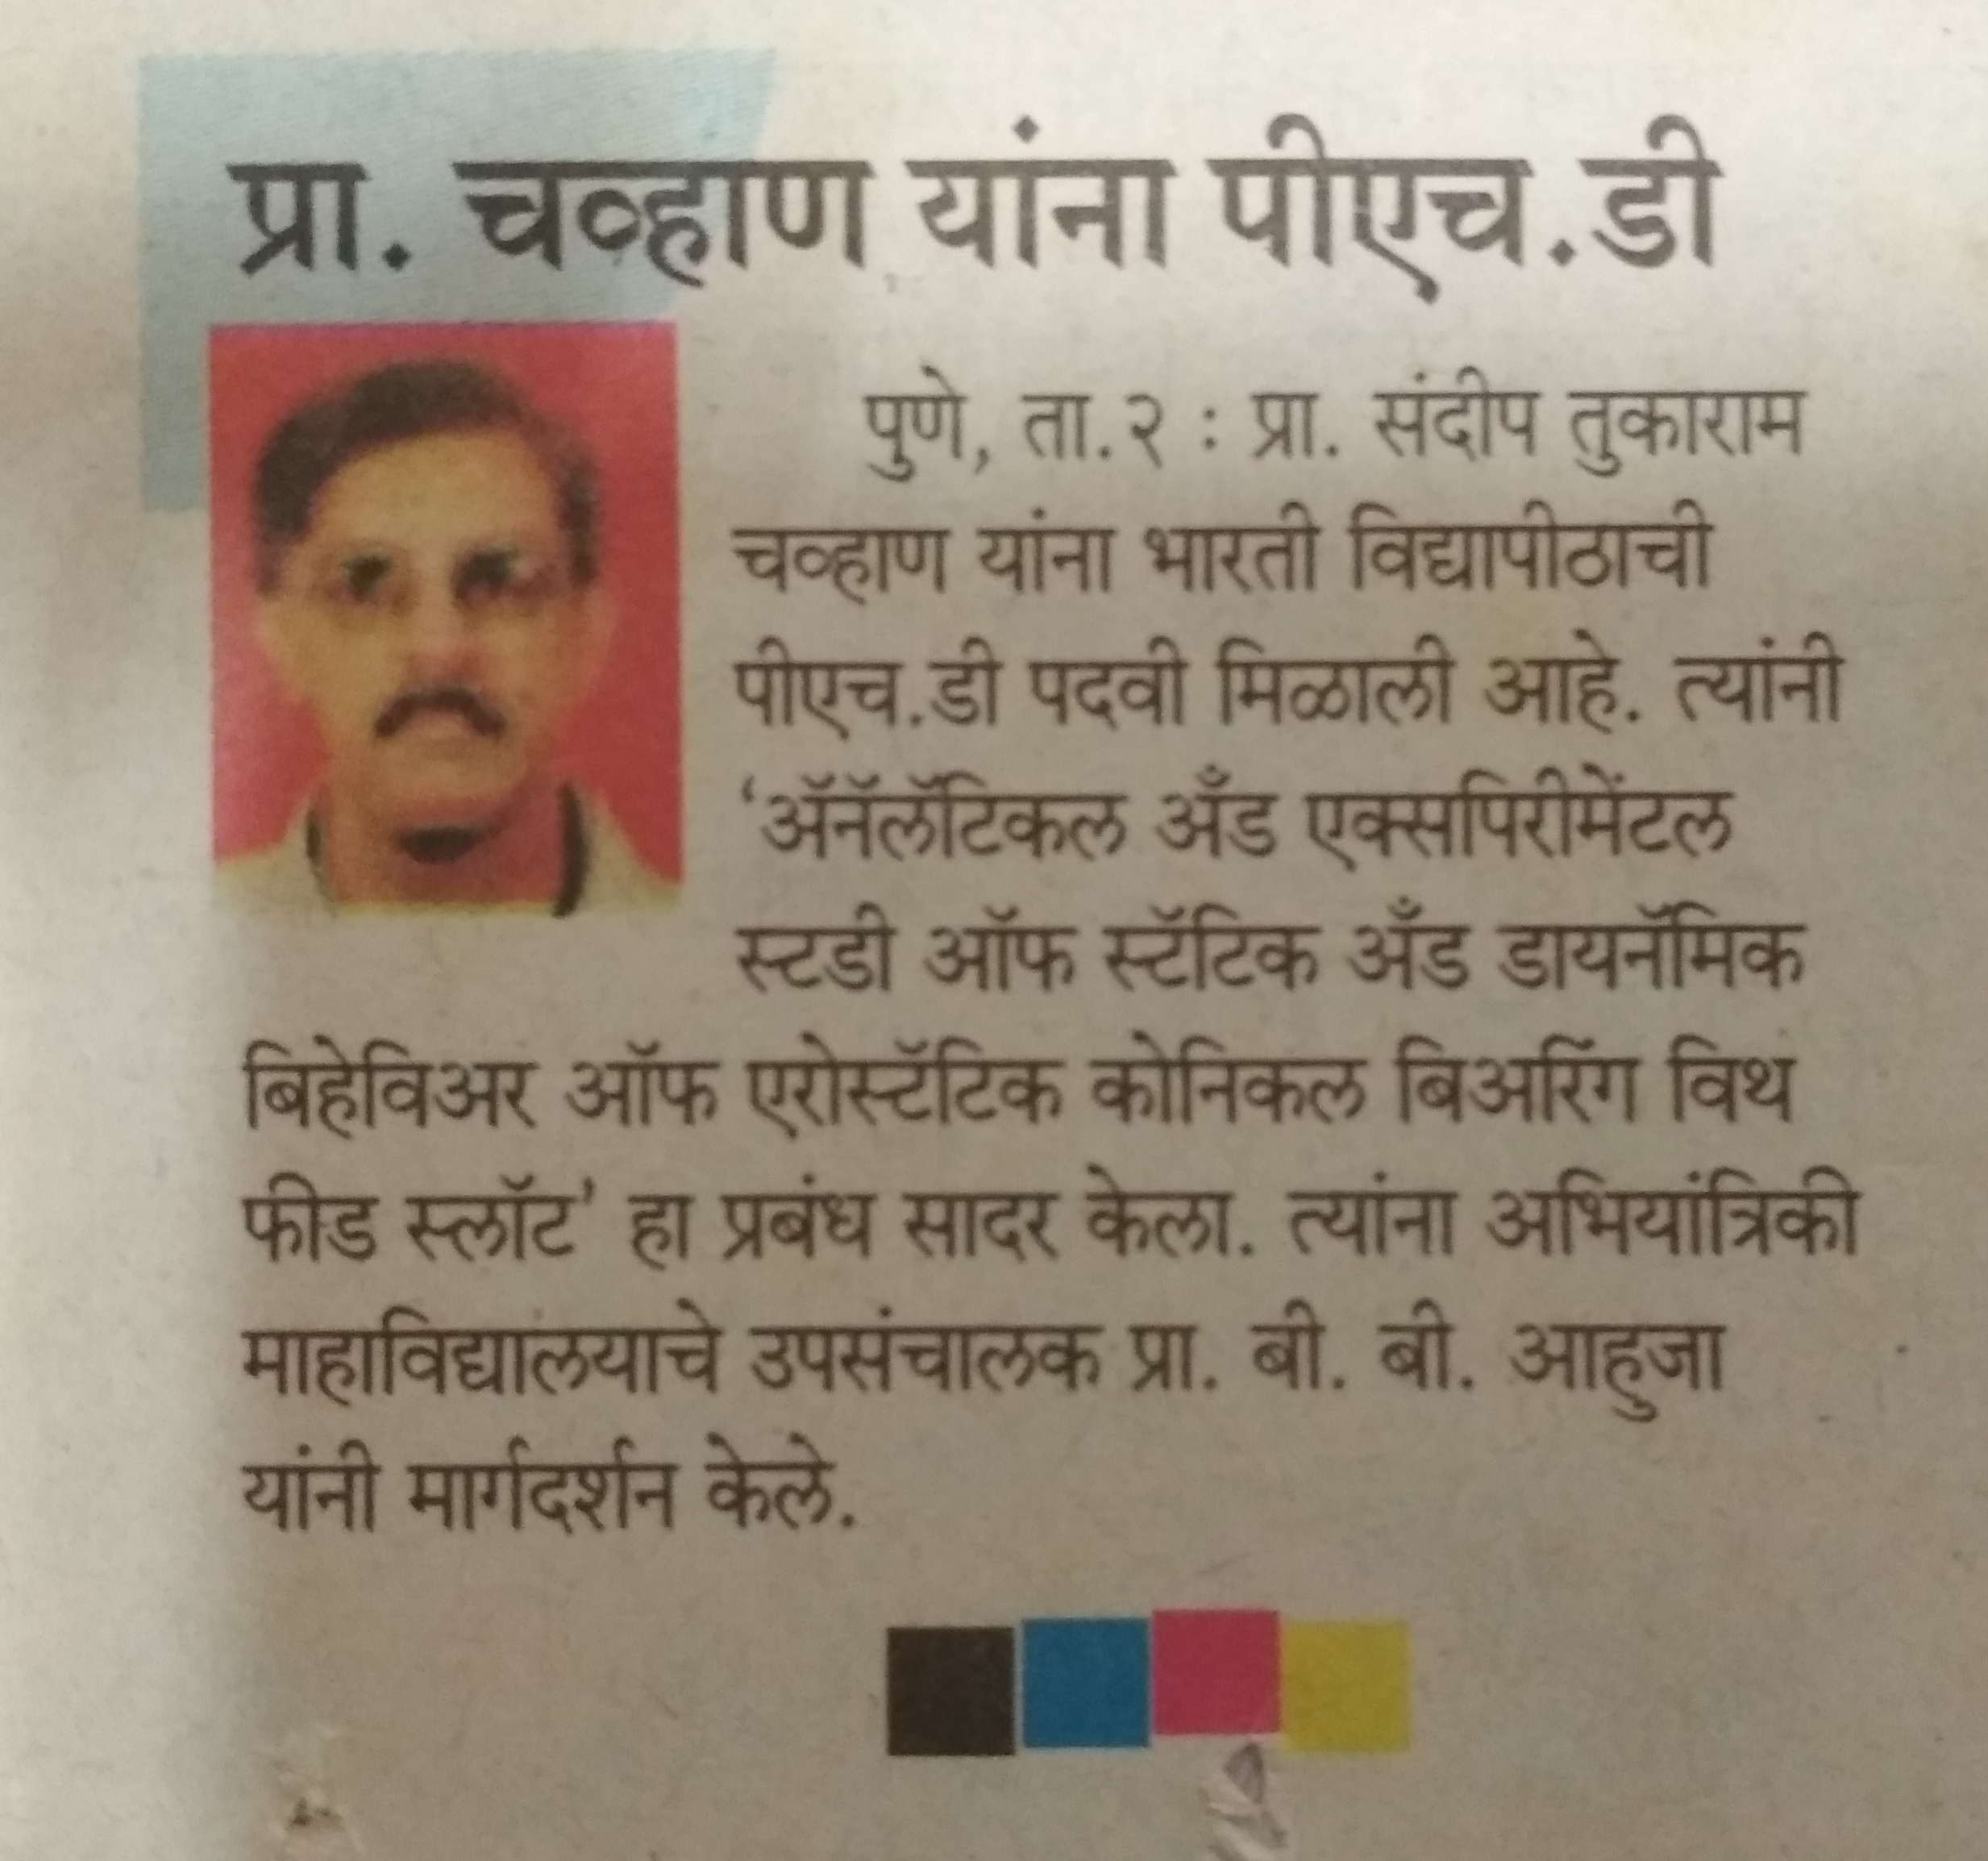 प्रा. चव्हाण यांना पीएच.डी
पुणे, ता.२ : प्रा. संदीप तुकाराम
चव्हाण यांना भारती विद्यापीठाची
पीएच.डी पदवी मिळाली आहे. त्यांनी
‘ॲनॅलॅटिकल अँड एक्सपिरीमेंटल
स्टडी ऑफ स्टॅटिक अँड डायनॅमिक
बिहेविअर ऑफ एरोस्टॅटिक कोनिकल बिअरिंग विथ
फीड स्लॉट’ हा प्रबंध सादर केला. त्यांना अभियांत्रिकी
माहाविद्यालयाचे उपसंचालक प्रा. बी. बी. आहुजा
यांनी मार्गदर्शन केले.